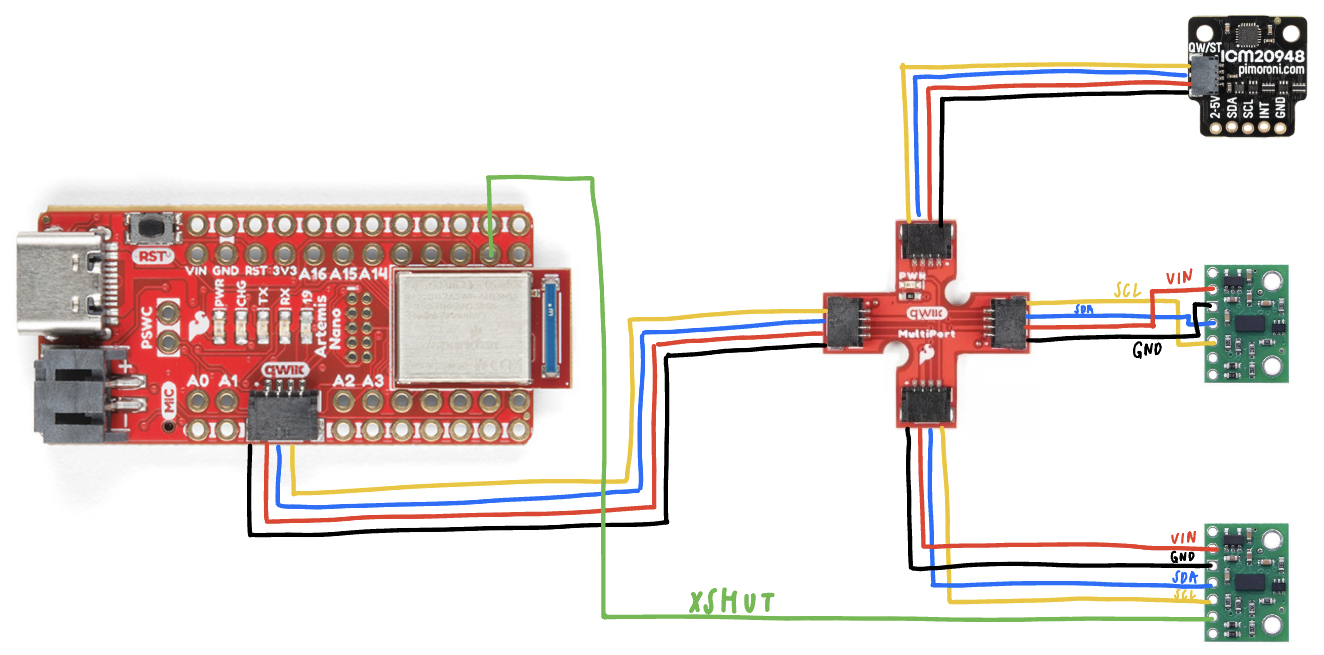 QW/ST
ICM20948
pimoroni.com
2-5V SDA SCL INT GND
RST
VIN GND RST 3V3 A16 A15 A14
PSWC
PWR CHG TX RX 19
Artemis
Nano
+
qwiic
MIC
A0 A1 A2 A3
PWR
qwiic
MultiPort
SCL
VIN
SDA
GND
VIN
GND
SDA
SCL
XSHUT